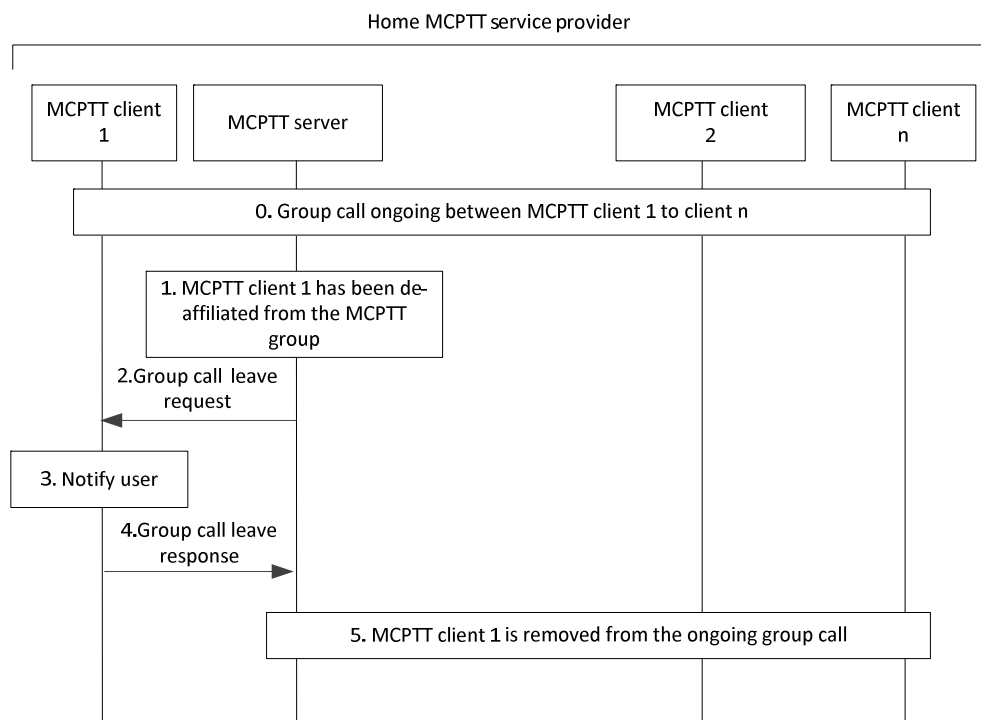 Home MCPTT service provider
MCPTT client
1
MCPTT server
MCPTT client
2
MCPTT client
n
0. Group call ongoing between MCPTT client 1 to client n
1. MCPTT client 1 has been de-
affiliated from the MCPTT
group
2.Group call leave
request
3. Notify user
4.Group call leave
response
5. MCPTT client 1 is removed from the ongoing group call